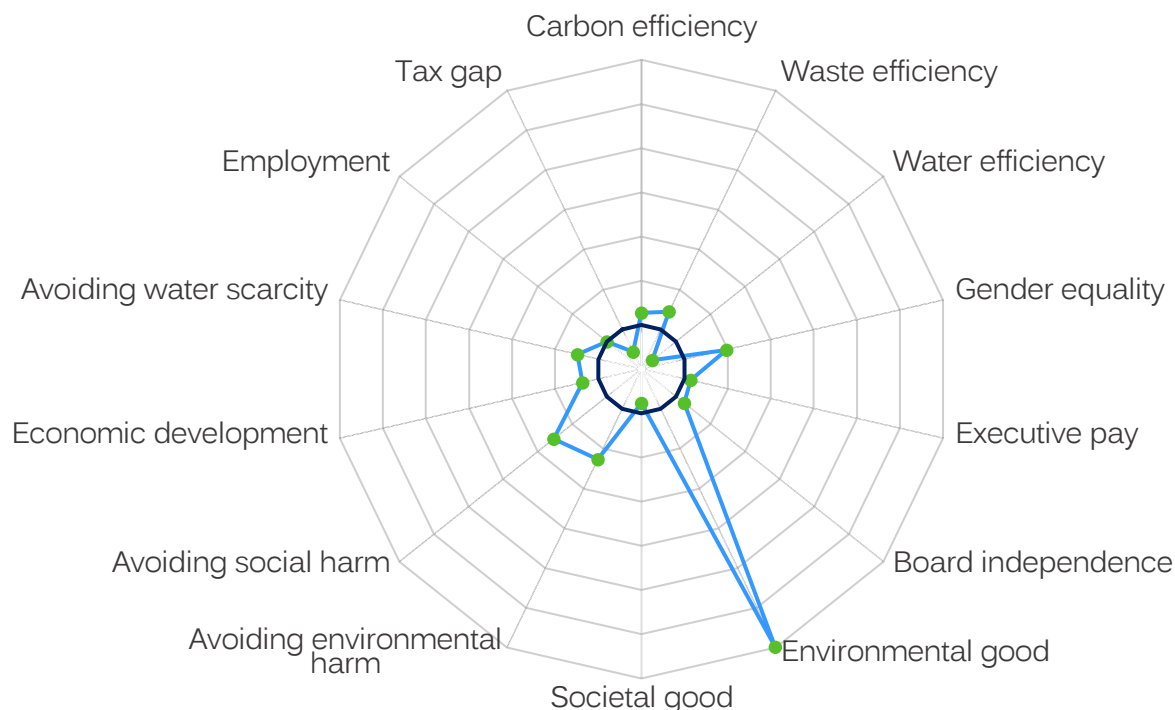 Carbon efficiency
Tax gap
Waste efficiency
Employment
Water efficiency
Avoiding water scarcity
Gender equality
Economic development
Executive pay
Avoiding social harm
Board independence
Avoiding environmental
harm
Environmental good
Societal good